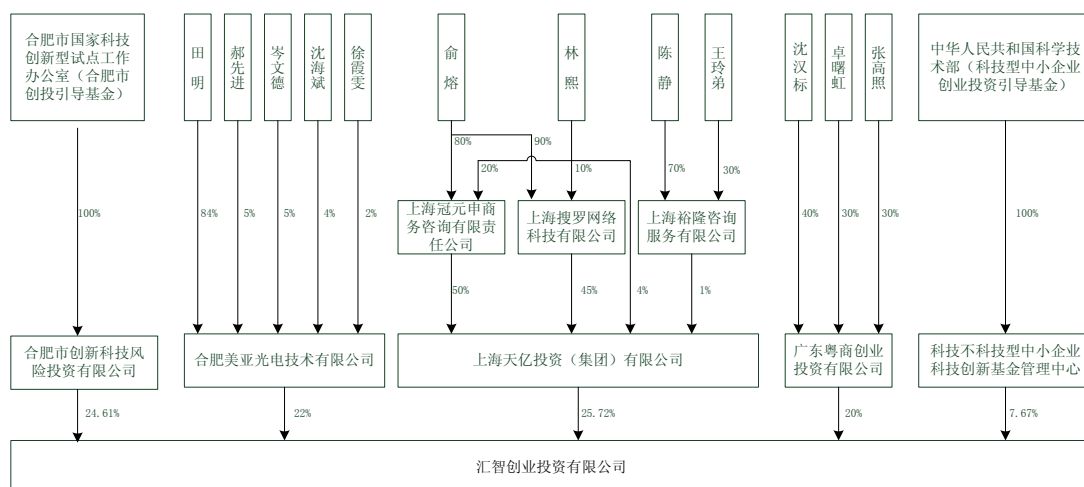 合肥市国家科技
创新型试点工作
办公室（合肥市
创投引导基金）
田明
郝先进
岑文德
沈海斌
徐霞雯
俞熔
林熙
陈静
王玲弟
沈汉标
卓曙虹
张高照
中华人民共和国科学技
术部（科技型中小企业
创业投资引导基金）
80%
90%
20%
10%
70%
30%
100%
84%
5%
5%
4%
2%
上海冠元申商
务咨询有限责
任公司
上海搜罗网络
科技有限公司
上海裕隆咨询
服务有限公司
40%
30%
30%
100%
50%
45%
4%
1%
合肥市创新科技风
险投资有限公司
合肥美亚光电技术有限公司
上海天亿投资（集团）有限公司
广东粤商创业
投资有限公司
科技不科技型中小企业
科技创新基金管理中心
24.61%
22%
25.72%
20%
7.67%
汇智创业投资有限公司